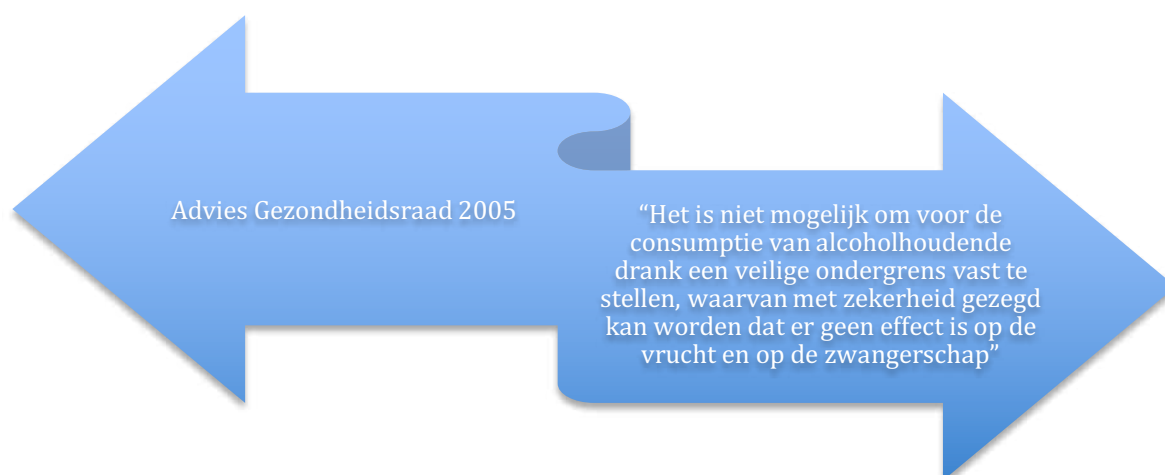 Advies Gezondheidsraad 2005
“Het is niet mogelijk om voor de
consumptie van alcoholhoudende
drank een veilige ondergrens vast te
stellen, waarvan met zekerheid gezegd
kan worden dat er geen effect is op de
vrucht en op de zwangerschap”